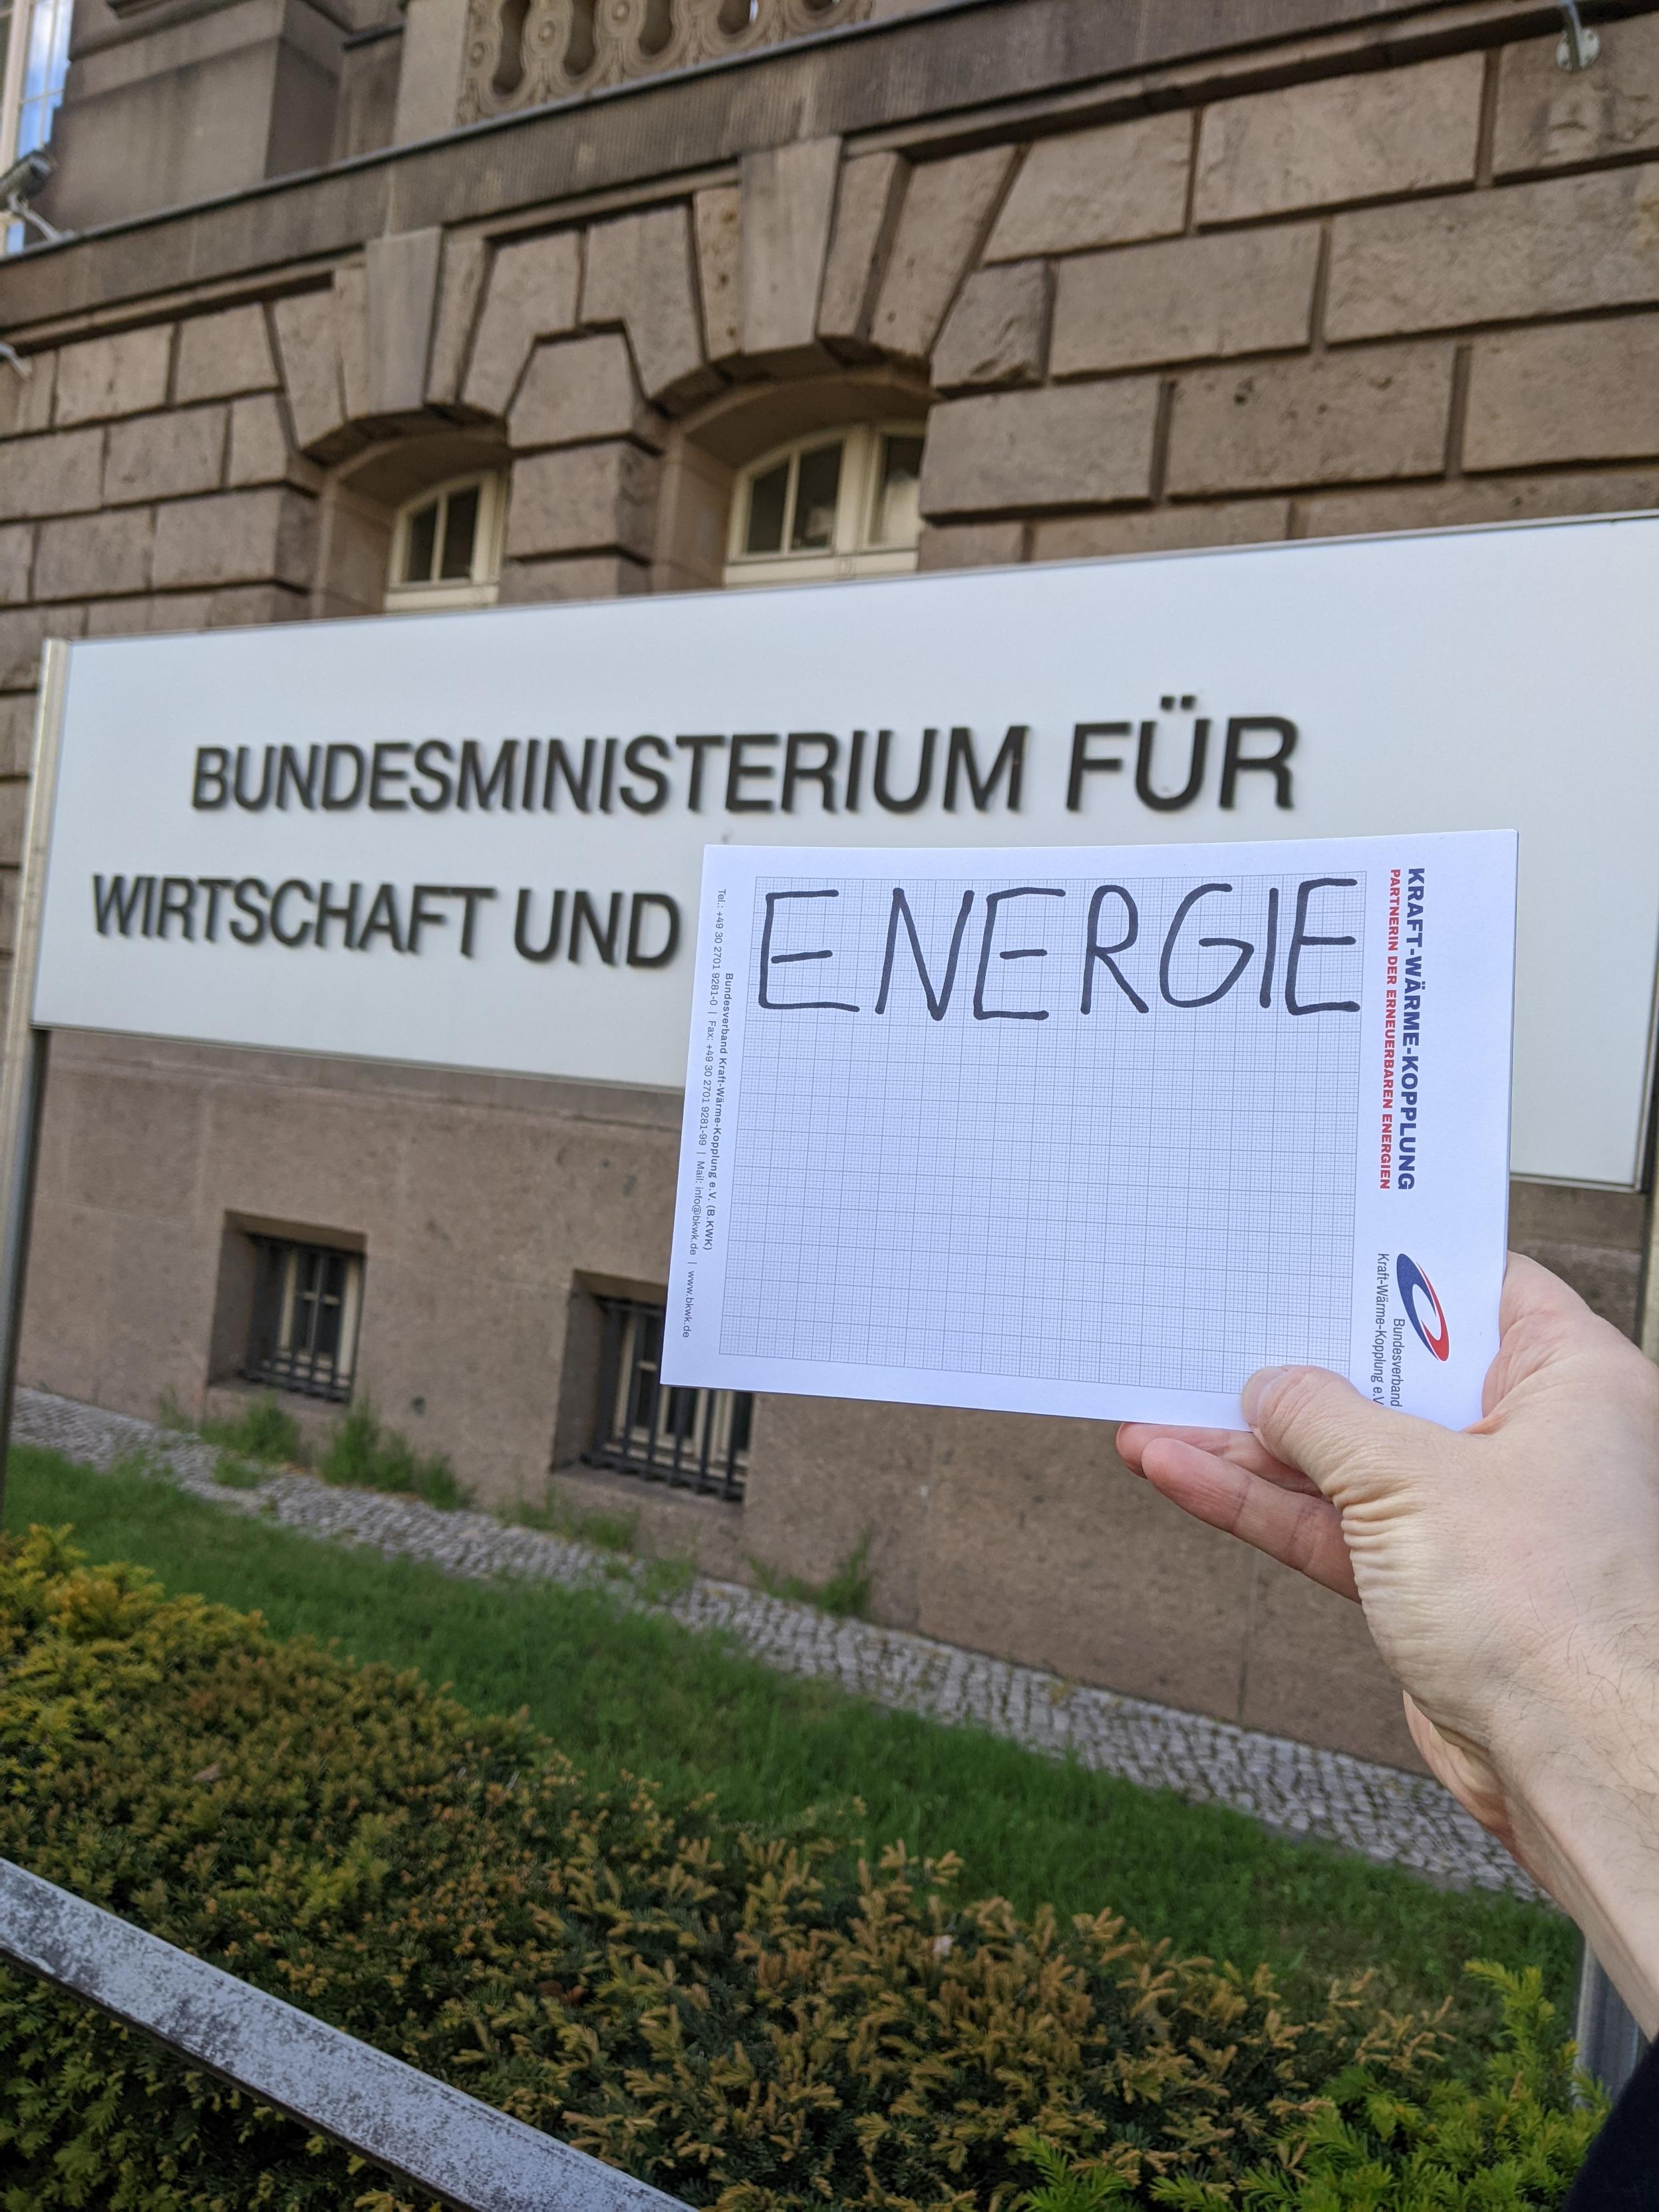 BUNDESMINISTERIUM FÜR
WIRTSCHAFT UND
ENERGIE
KRAFT-WÄRME-KOPPLUNG
PARTNERIN DER ERNEUERBAREN ENERGIEN
Bundesverband
Kraft-Wärme-Kopplung e.V.
Bundesverband Kraft-Wärme-Kopplung e.V. (B.KWK)
Tel.: +49 30 2701 9281-0 | Fax: +49 30 2701 9281-99 | Mail: info@bkwk.de | www.bkwk.de